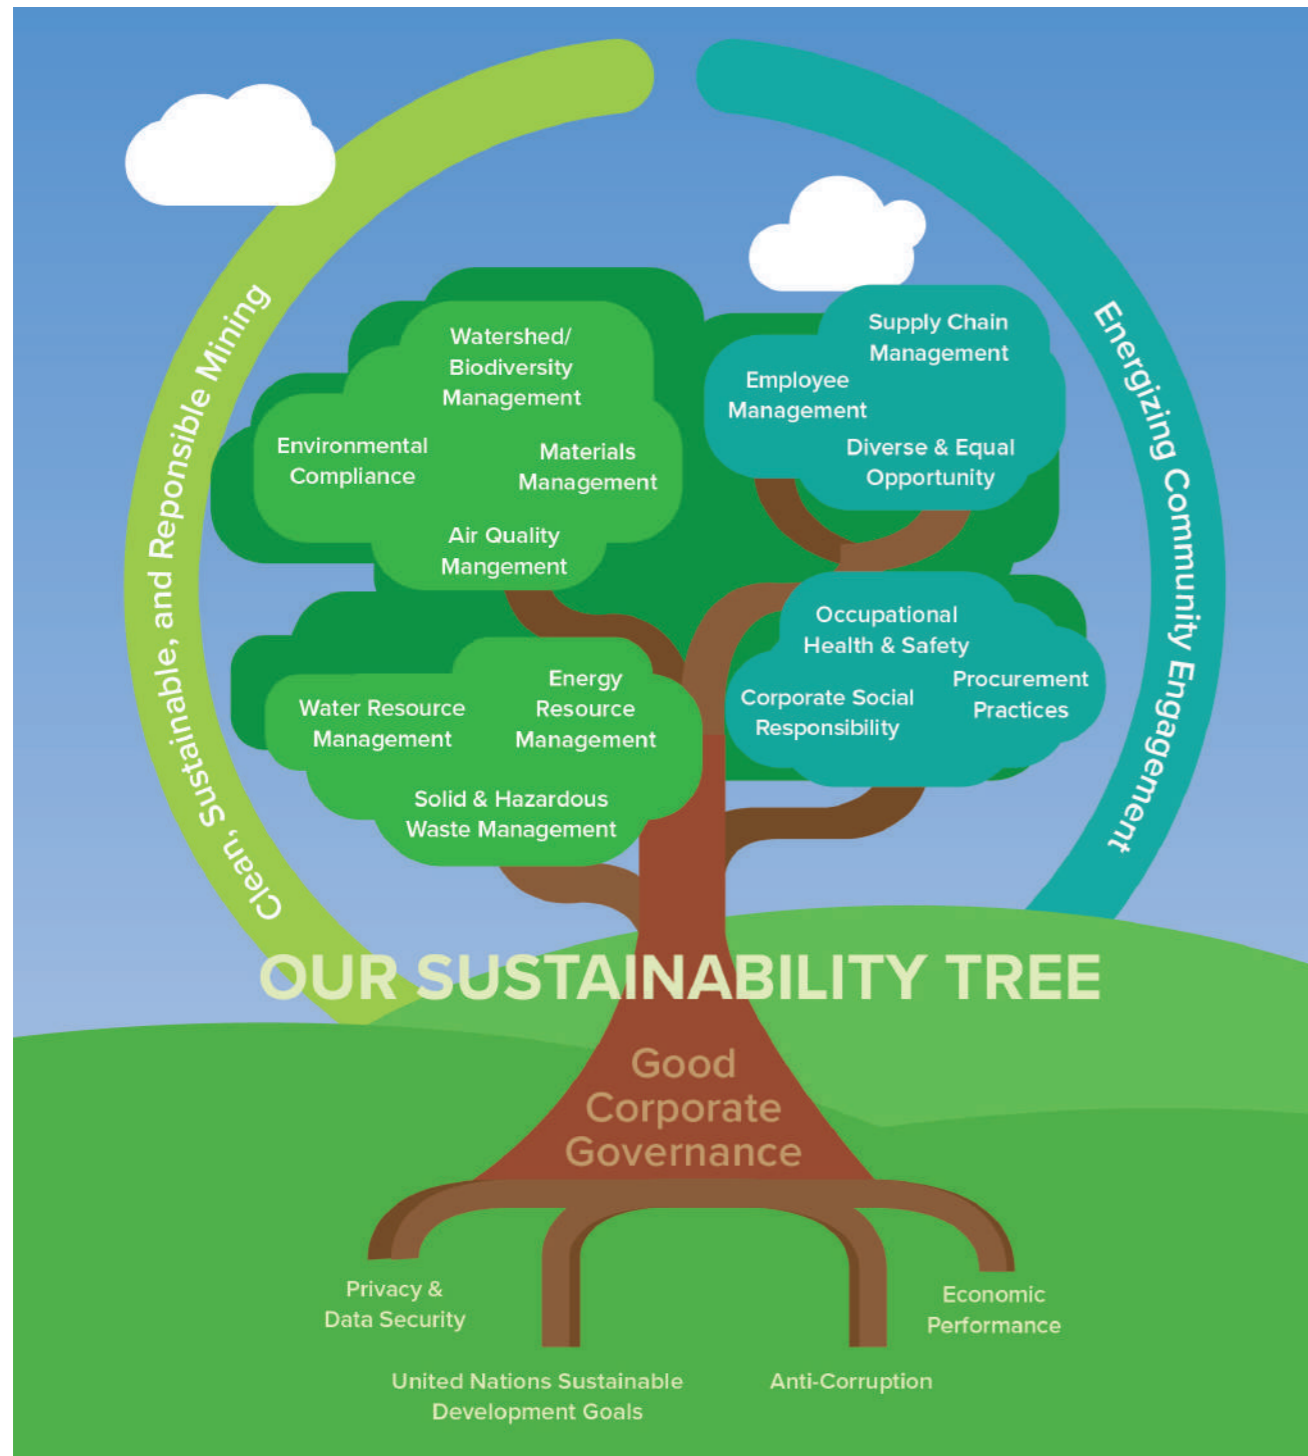 Clean, Sustainable, and Reponsible Mining
Energizing Community Engagement
Watershed/
Biodiversity
Management
Environmental
Compliance
Materials
Management
Air Quality
Mangement
Supply Chain
Management
Employee
Management
Diverse & Equal
Opportunity
Water Resource
Management
Energy
Resource
Management
Solid & Hazardous
Waste Management
Occupational
Health & Safety
Corporate Social
Responsibility
Procurement
Practices
OUR SUSTAINABILITY TREE
Good
Corporate
Governance
Privacy &
Data Security
United Nations Sustainable
Development Goals
Anti-Corruption
Economic
Performance